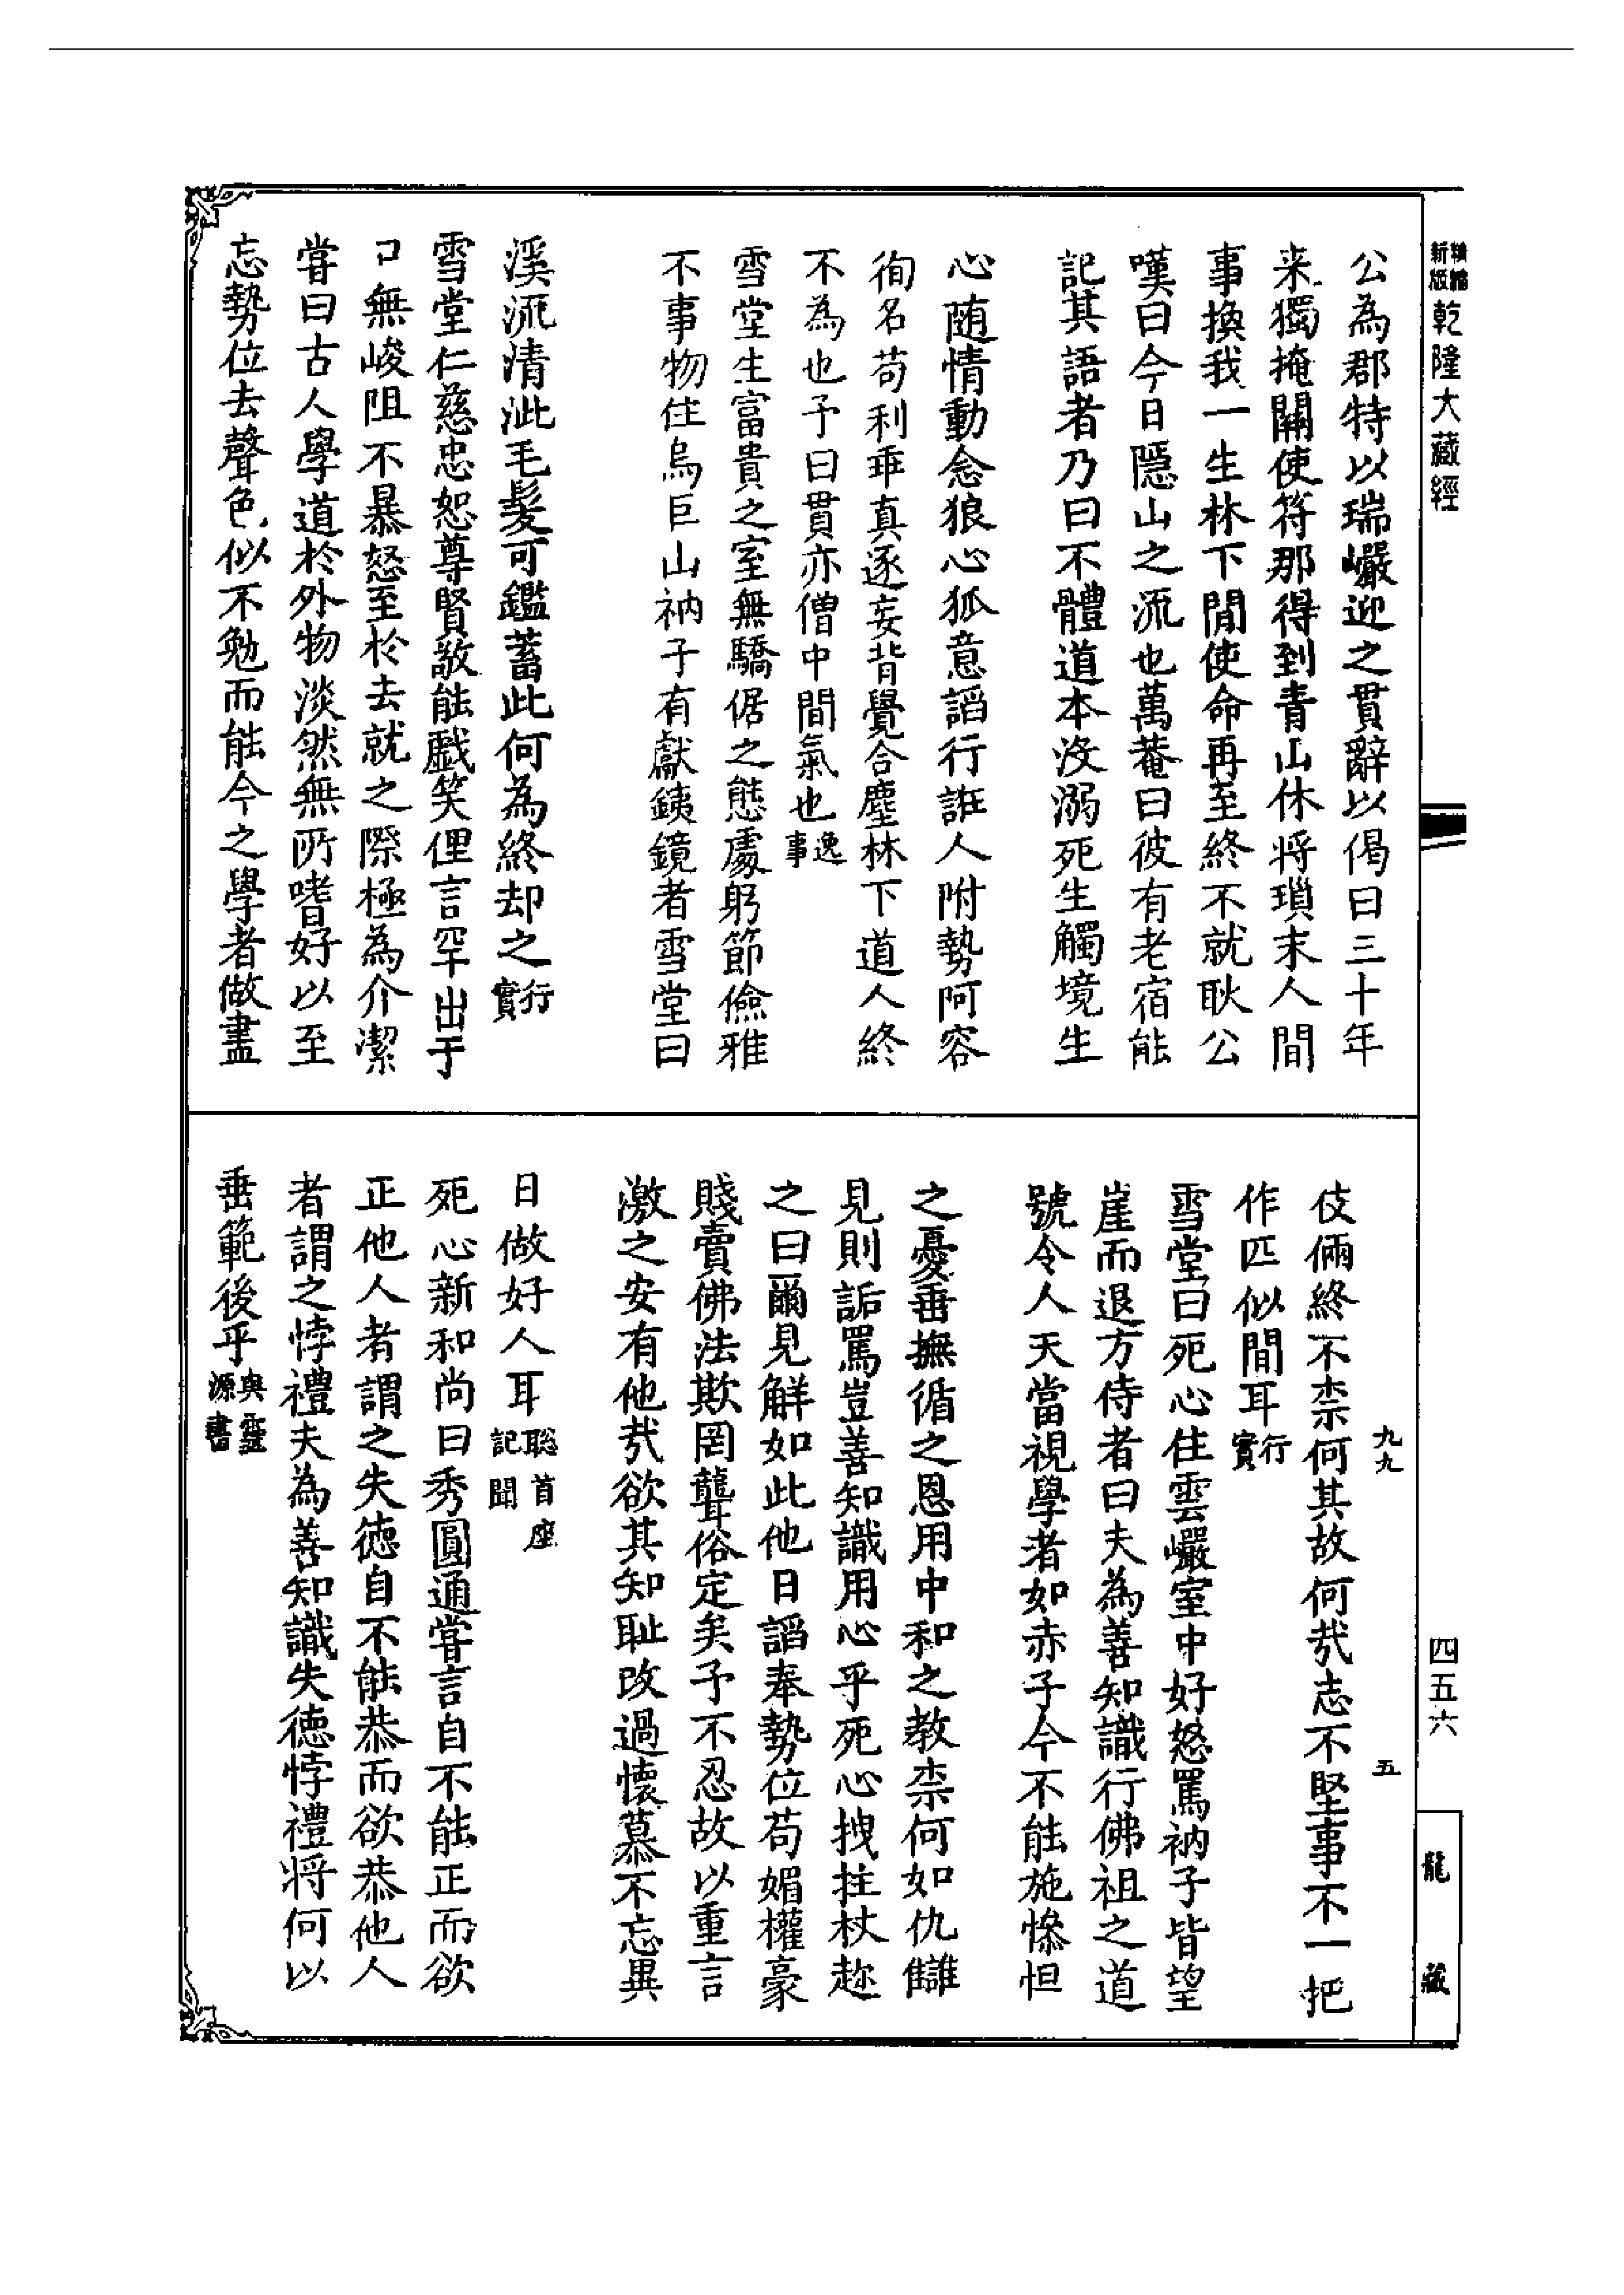 精縮新版乾隆大藏經
公為郡特以瑞巖迎之貫辭以偈曰三十年
来獨掩關使符那得到青山休将瑣末人間
事換我一生林下閒使命再至終不就耿公
嘆曰今日隱山之流也萬菴曰彼有老宿能
記其語者乃曰不體道本沒溺死生觸境生
心随情動念狼心狐意謟行誑人附勢阿容
徇名苟利乖真逐妄背覺合塵林下道人終
不為也予曰貫亦僧中間氣也逸事
雪堂生富貴之室無驕倨之態處躬節儉雅
不事物住烏巨山衲子有獻銕鏡者雪堂曰
溪流清泚毛髮可鑑蓄此何為終却之行實
雪堂仁慈忠恕尊賢敬能戲笑俚言罕出于
口無峻阻不暴怒至於去就之際極為介潔
甞曰古人學道於外物淡然無所嗜好以至
忘勢位去聲色似不勉而能今之學者做盡
伎倆終不柰何其故何㢤志不堅事不一把
作匹似間耳行實
雪堂曰死心住雲巖室中好怒罵衲子皆望
崖而退方侍者曰夫為善知識行佛祖之道
號令人天當視學者如赤子今不能施慘怛
之憂垂撫循之恩用中和之教柰何如仇讎
見則詬罵豈善知識用心乎死心拽拄杖趂
之曰爾見解如此他日謟奉勢位苟媚權豪
賤賣佛法欺罔聾俗定矣予不忍故以重言
激之安有他㢤欲其知耻改過懷慕不忘異
日做好人耳聦首座記聞
死心新和尚曰秀圓通甞言自不能正而欲
正他人者謂之失德自不能恭而欲恭他人
者謂之悖禮夫為善知識失德悖禮将何以
垂範後乎與靈源書
九九
五
四五六
龍藏